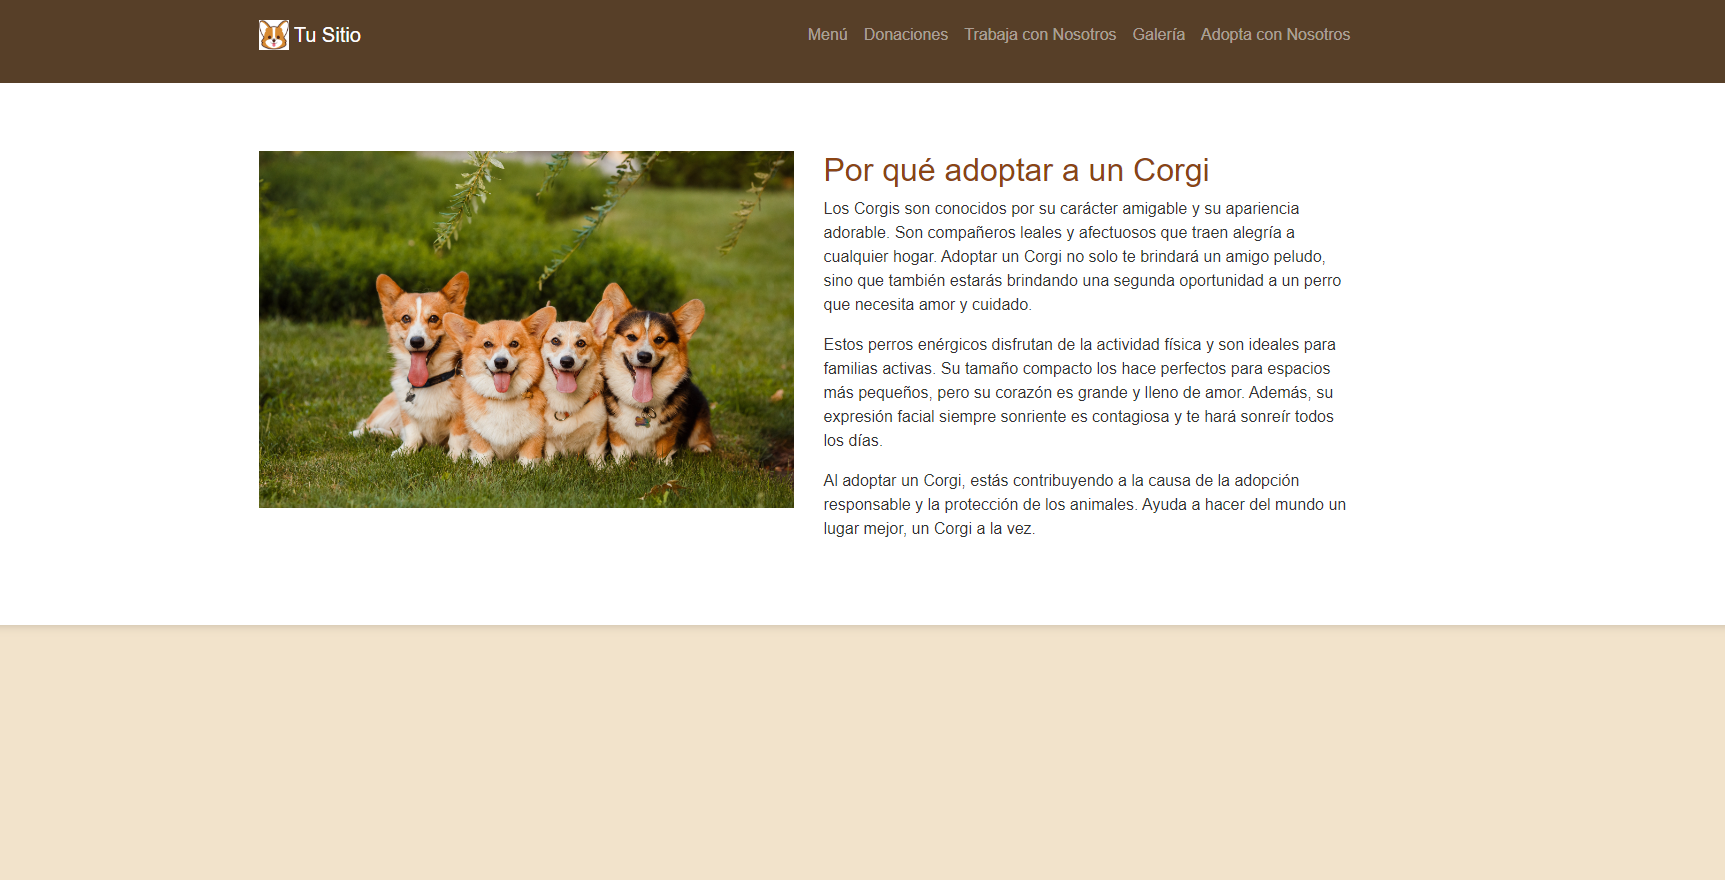 Tu Sitio
Menú Donaciones Trabaja con Nosotros Galería Adopta con Nosotros
Por qué adoptar a un Corgi
Los Corgis son conocidos por su carácter amigable y su apariencia
adorable. Son compañeros leales y afectuosos que traen alegría a
cualquier hogar. Adoptar un Corgi no solo te brindará un amigo peludo,
sino que también estarás brindando una segunda oportunidad a un perro
que necesita amor y cuidado.
Estos perros enérgicos disfrutan de la actividad física y son ideales para
familias activas. Su tamaño compacto los hace perfectos para espacios
más pequeños, pero su corazón es grande y lleno de amor. Además, su
expresión facial siempre sonriente es contagiosa y te hará sonreír todos
los días.
Al adoptar un Corgi, estás contribuyendo a la causa de la adopción
responsable y la protección de los animales. Ayuda a hacer del mundo un
lugar mejor, un Corgi a la vez.